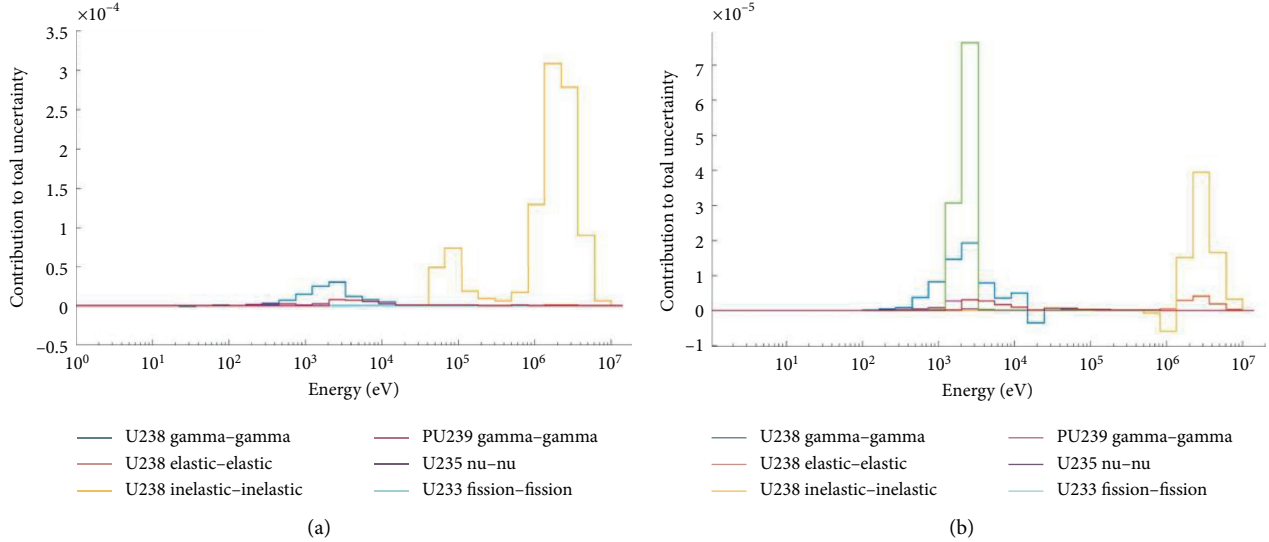 ×10⁻⁴
3.5
3
2.5
2
1.5
1
0.5
0
−0.5
Contribution to toal uncertainty
10⁰ 10¹ 10² 10³ 10⁴ 10⁵ 10⁶ 10⁷
Energy (eV)
U238 gamma–gamma
U238 elastic–elastic
U238 inelastic–inelastic
PU239 gamma–gamma
U235 nu–nu
U233 fission–fission
(a)
×10⁻⁵
7
6
5
4
3
2
1
0
−1
Contribution to toal uncertainty
10¹ 10² 10³ 10⁴ 10⁵ 10⁶ 10⁷
Energy (eV)
U238 gamma–gamma
U238 elastic–elastic
U238 inelastic–inelastic
PU239 gamma–gamma
U235 nu–nu
U233 fission–fission
(b)